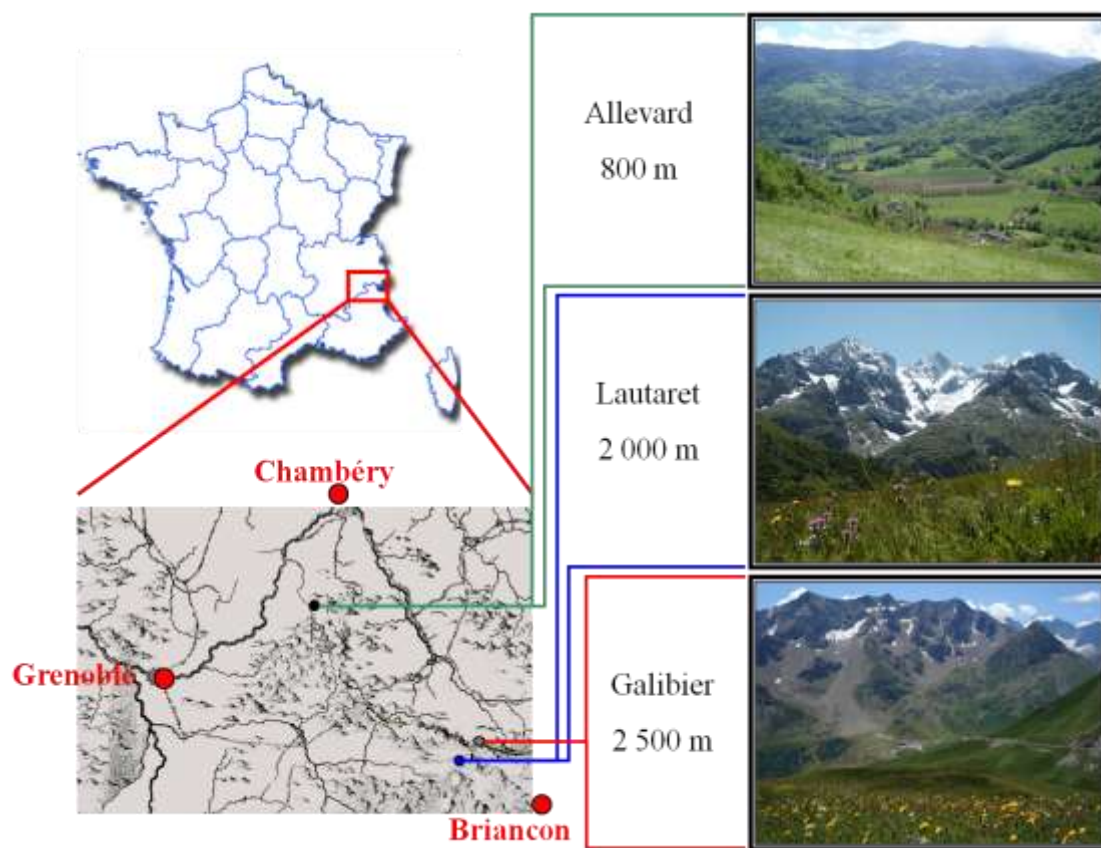 Allevard
800 m
Lautaret
2 000 m
Chambéry
Grenoble
Galibier
2 500 m
Briancon